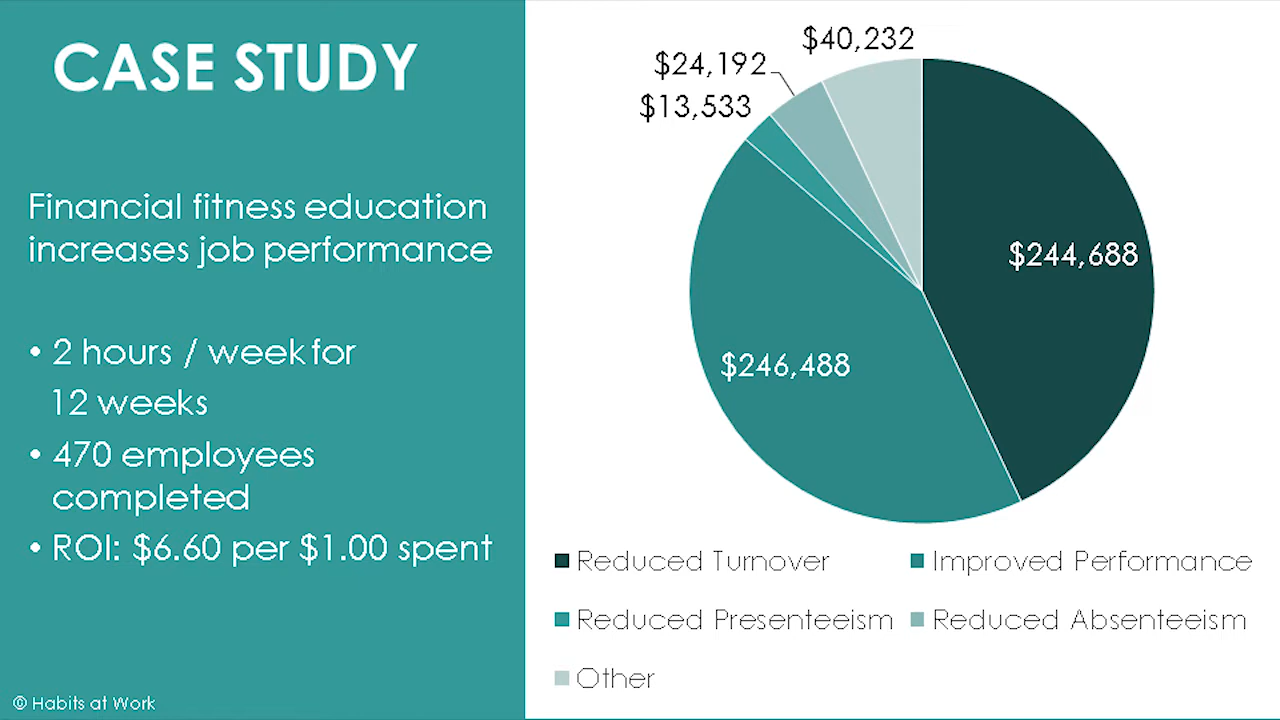 CASE STUDY
Financial fitness education
increases job performance
• 2 hours / week for
12 weeks
• 470 employees
completed
• ROI: $6.60 per $1.00 spent
© Habits at Work
$40,232
$24,192
$13,533
$244,688
$246,488
Reduced Turnover
Improved Performance
Reduced Presenteeism
Reduced Absenteeism
Other